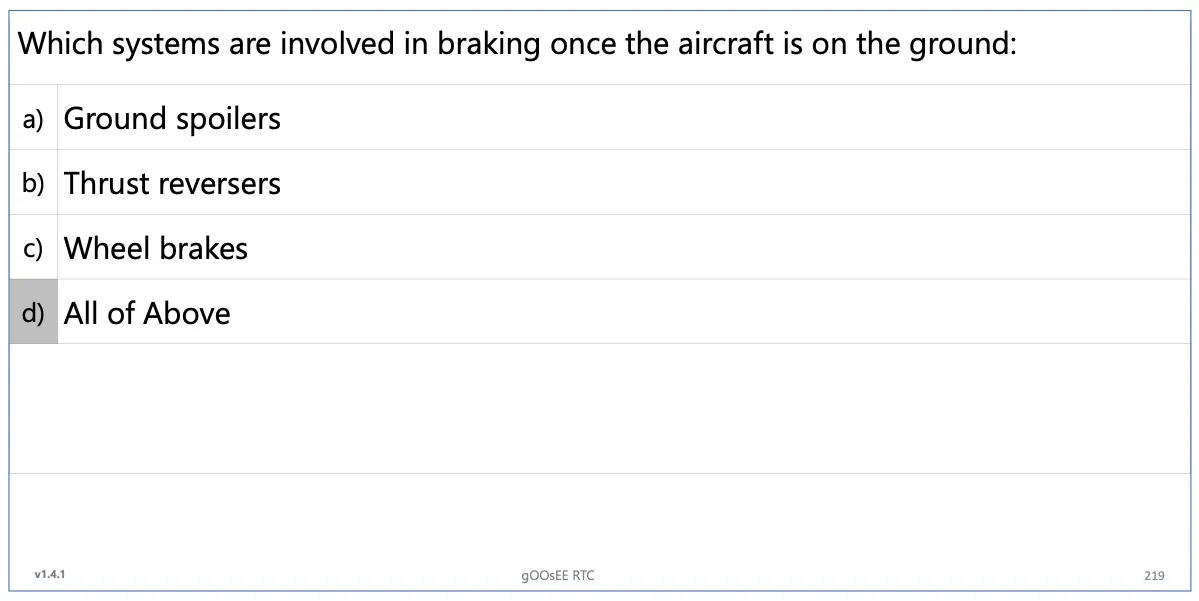 Which systems are involved in braking once the aircraft is on the ground:
a) Ground spoilers
b) Thrust reversers
c) Wheel brakes
d) All of Above
v1.4.1 gOOsEE RTC 219